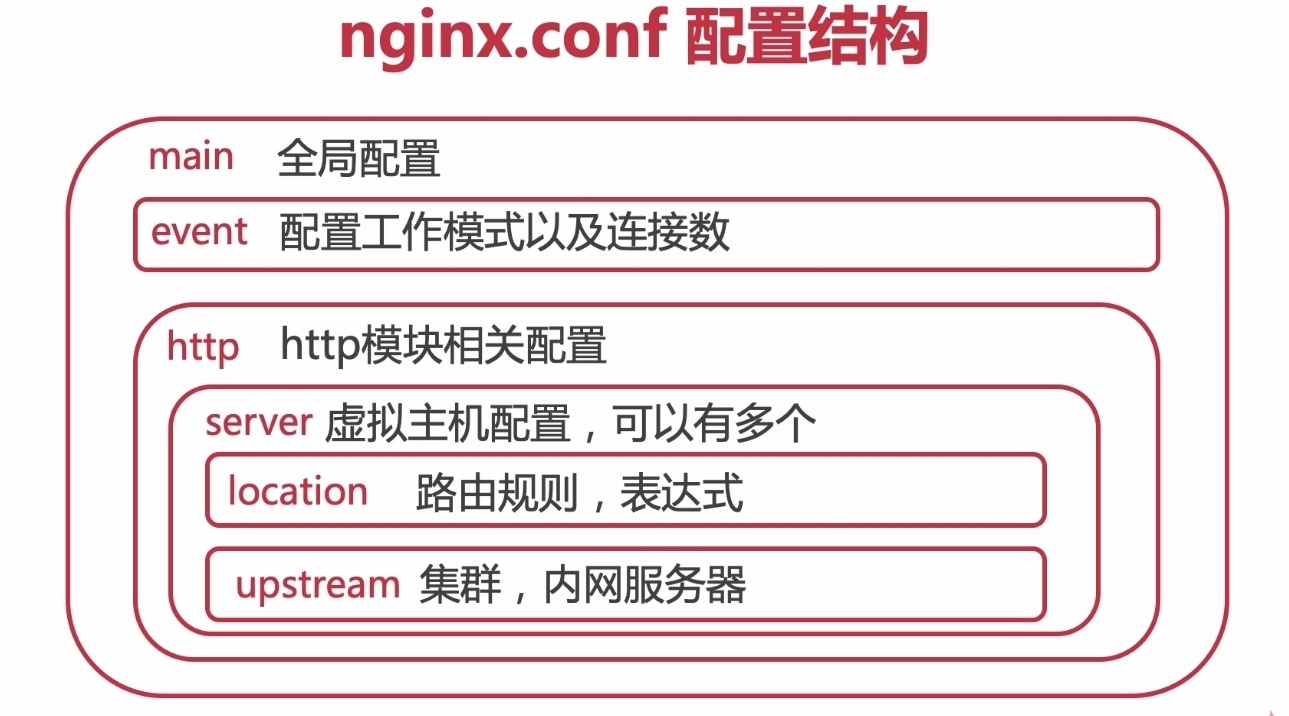 nginx.conf 配置结构
main 全局配置
event 配置工作模式以及连接数
http http模块相关配置
server 虚拟主机配置，可以有多个
location 路由规则，表达式
upstream 集群，内网服务器